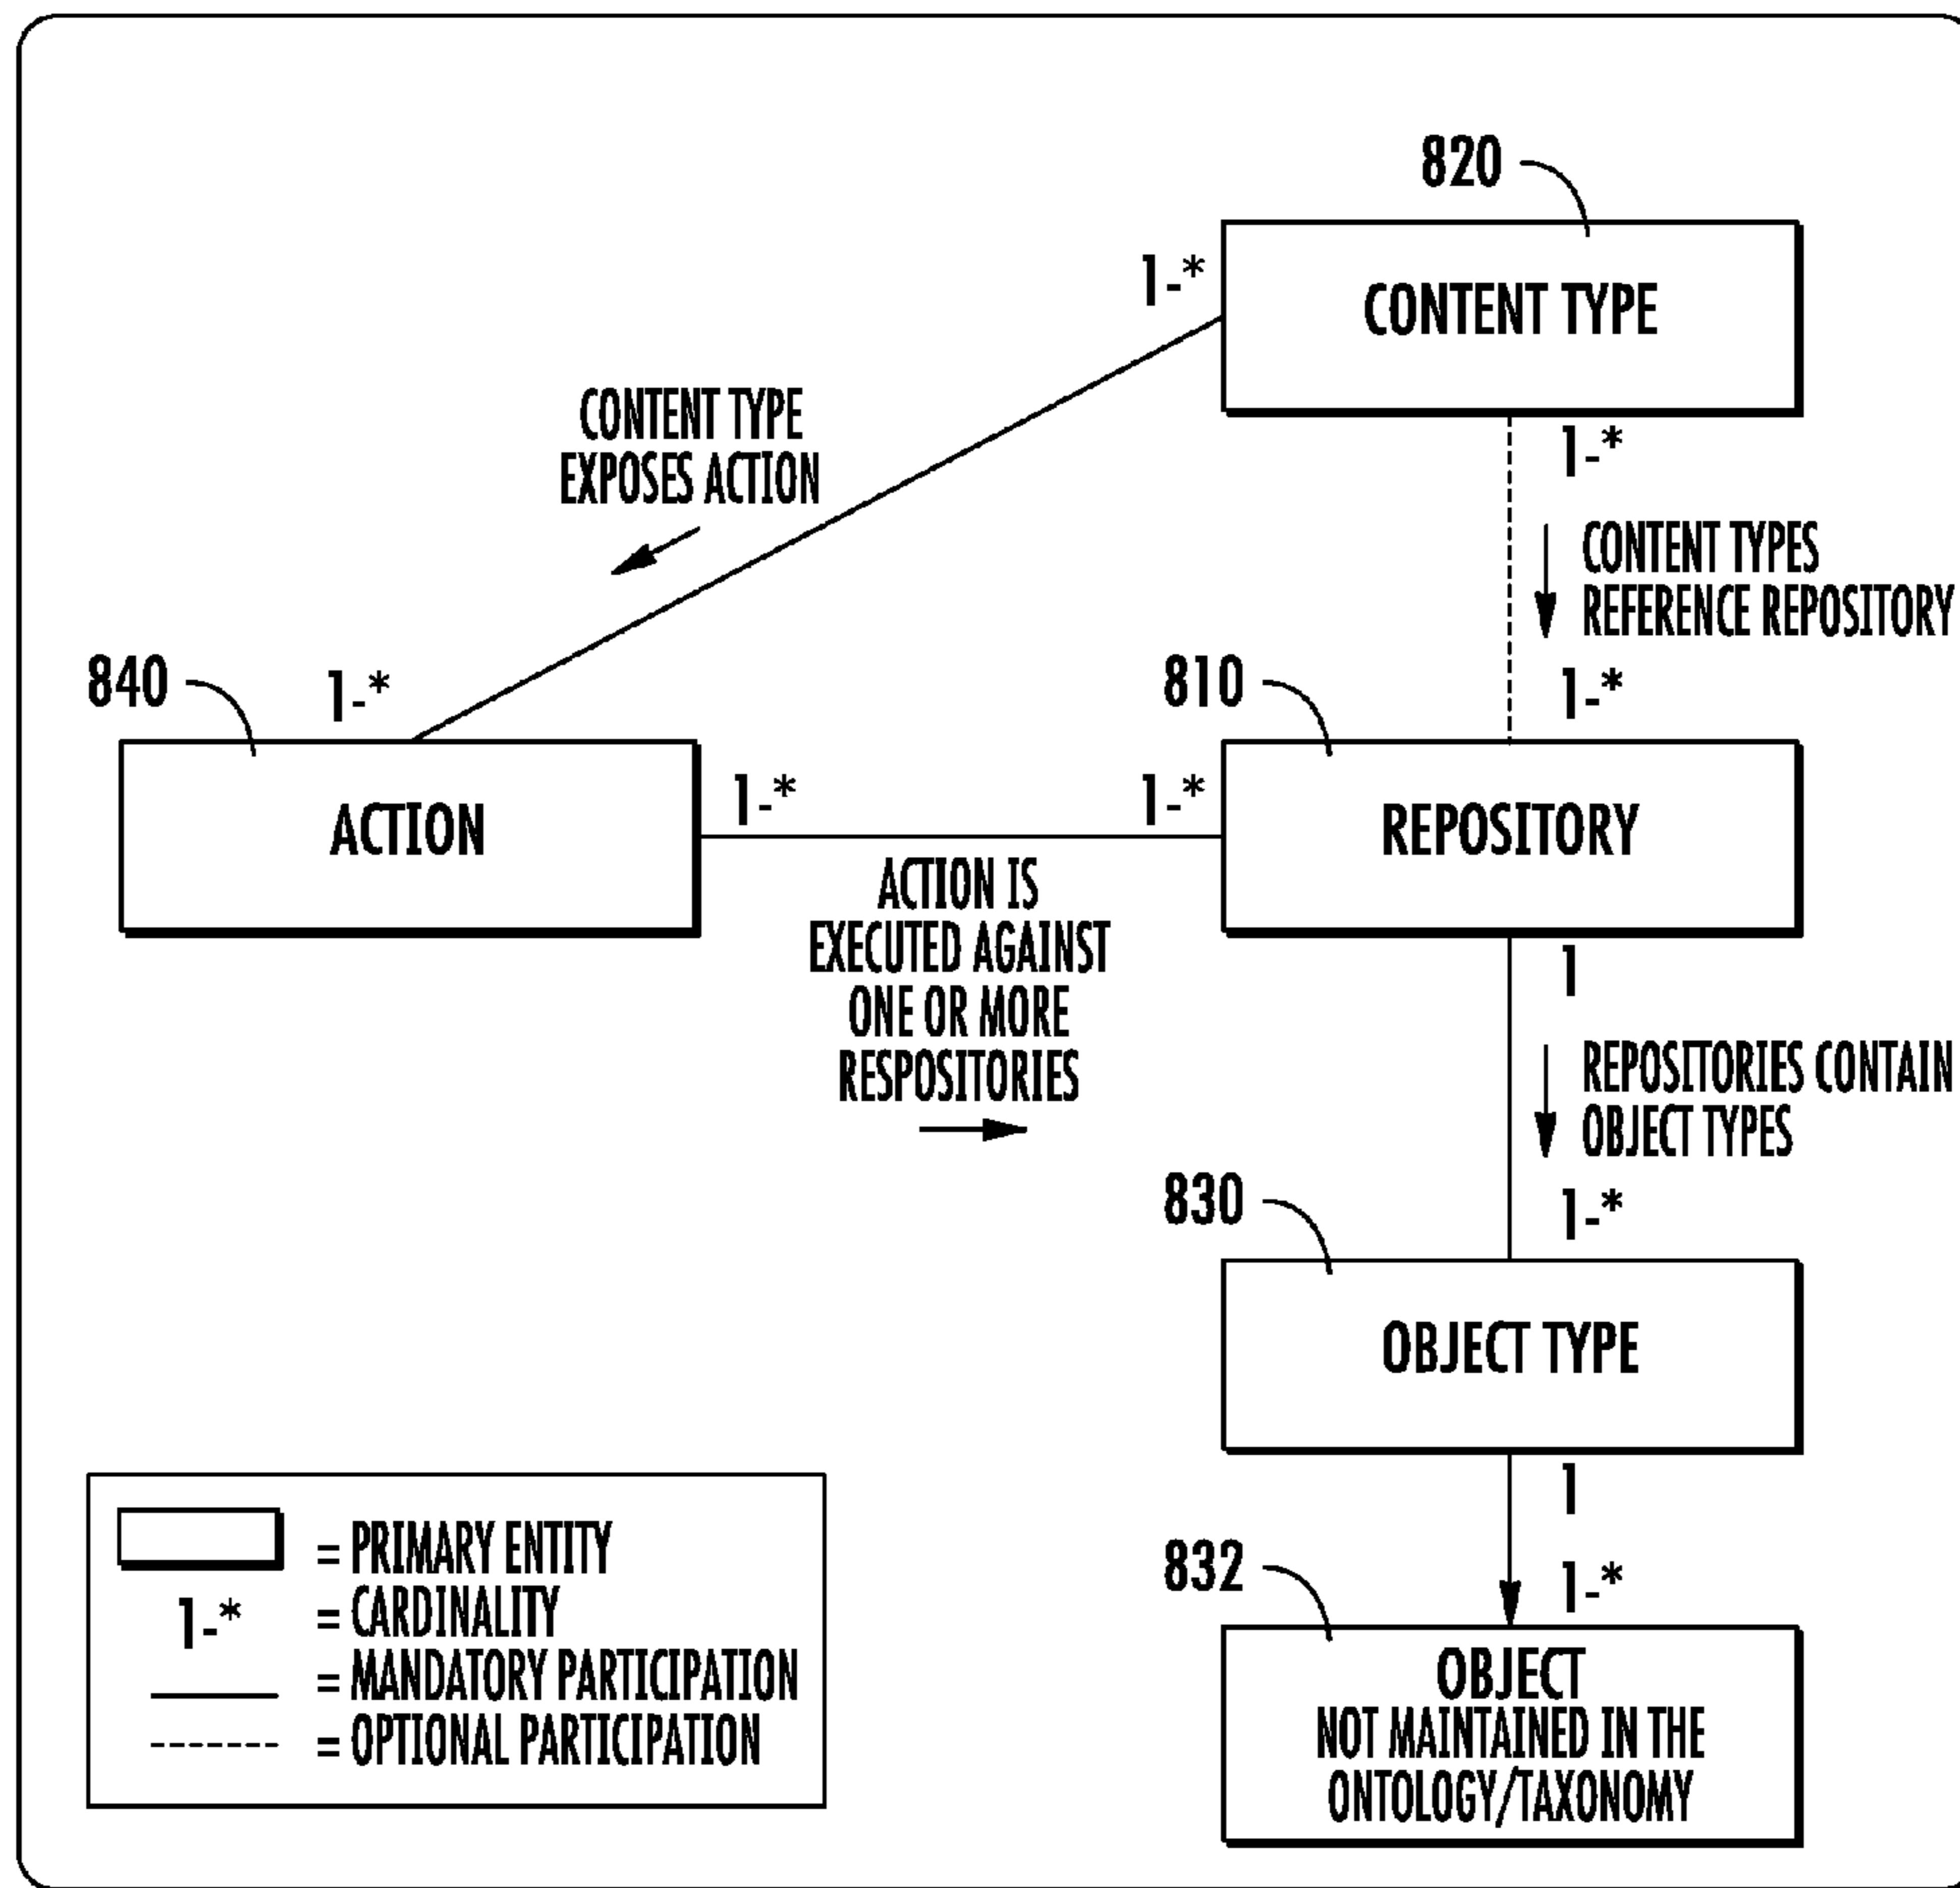 820
1-*
CONTENT TYPE
CONTENT TYPE
EXPOSES ACTION
1-*
CONTENT TYPES
REFERENCE REPOSITORY
840
1-*
810
1-*
ACTION
1-*
1-*
REPOSITORY
ACTION IS
EXECUTED AGAINST
ONE OR MORE
RESPOSITORIES
1
REPOSITORIES CONTAIN
OBJECT TYPES
830
1-*
OBJECT TYPE
1
832
1-*
OBJECT
NOT MAINTAINED IN THE
ONTOLOGY/TAXONOMY
= PRIMARY ENTITY
1-* = CARDINALITY
= MANDATORY PARTICIPATION
= OPTIONAL PARTICIPATION